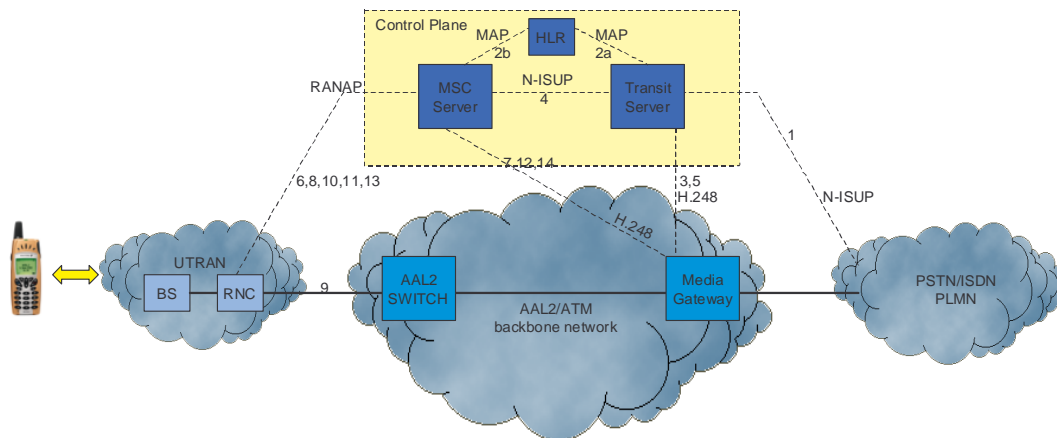 Control Plane
MAP
2b
HLR
MAP
2a
RANAP
MSC
Server
N-ISUP
4
Transit
Server
1
7,12,14
6,8,10,11,13
3,5
H.248
N-ISUP
H.248
UTRAN
BS
RNC
9
AAL2
SWITCH
AAL2/ATM
backbone network
Media
Gateway
PSTN/ISDN
PLMN